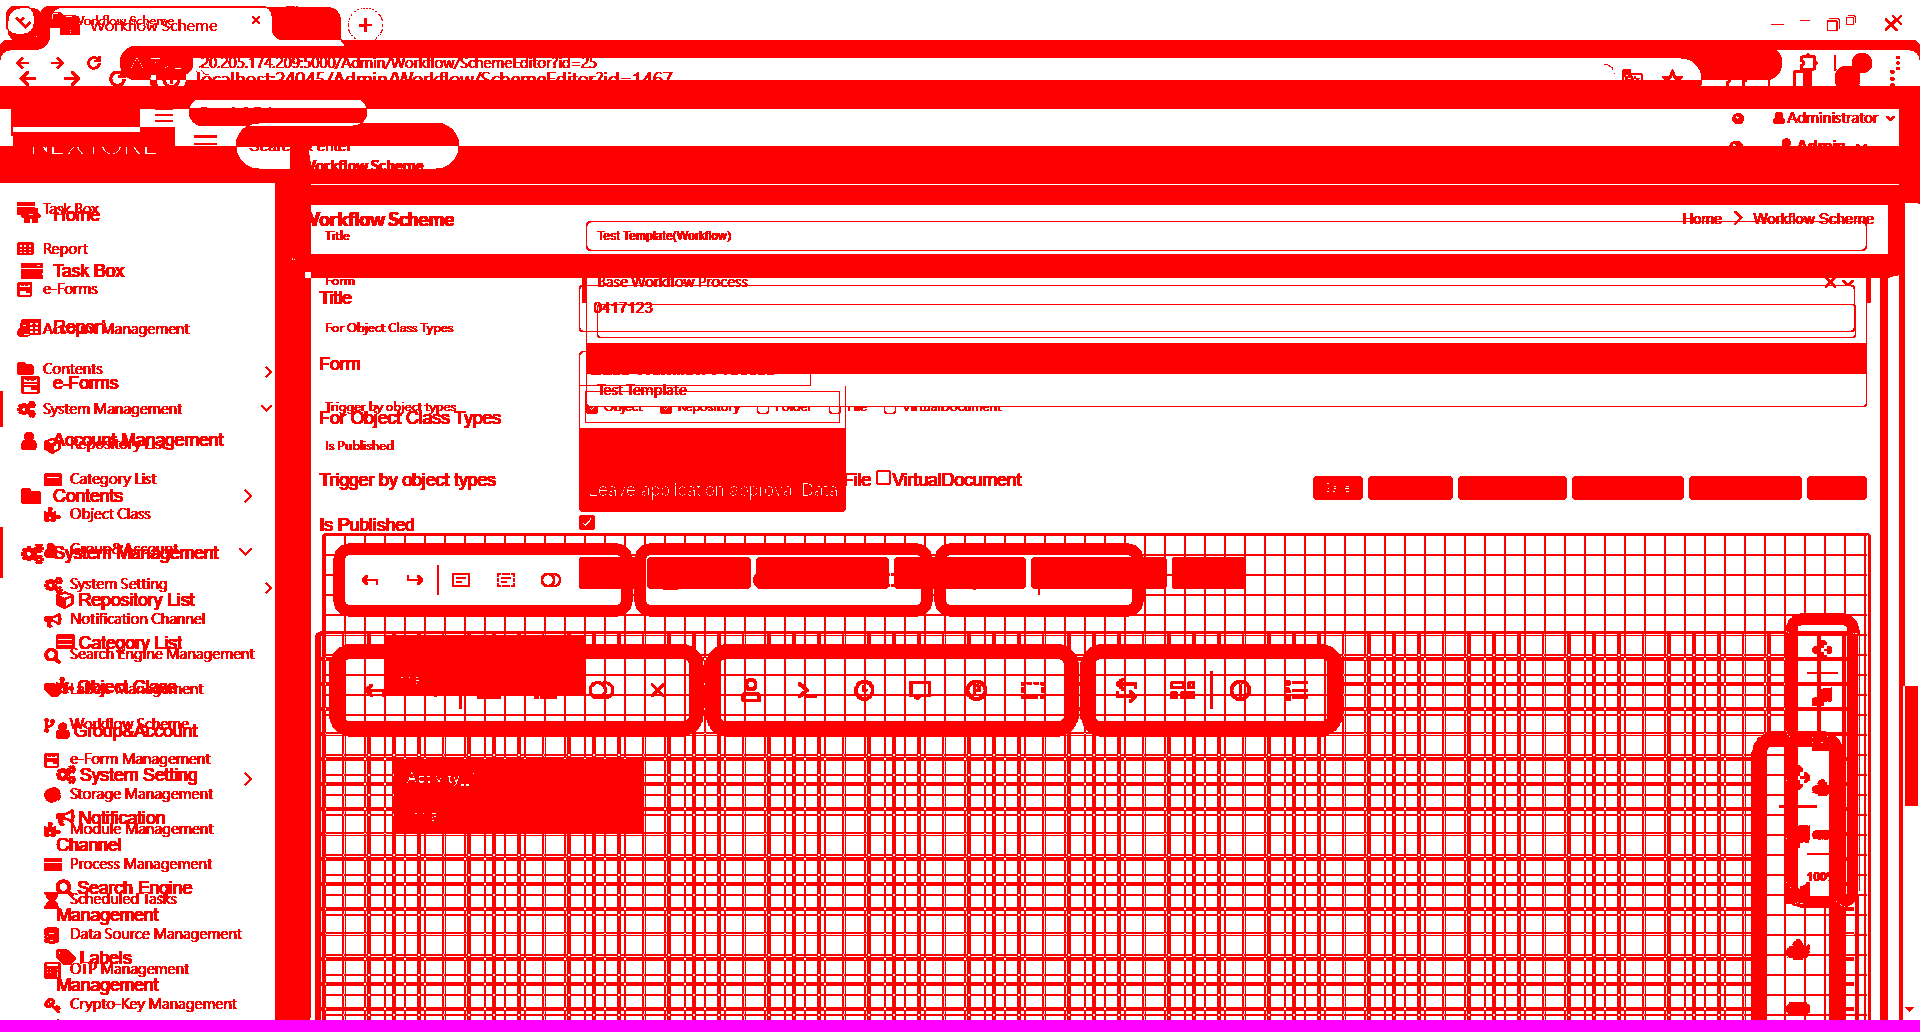 Workflow Scheme
Workflow Scheme
20.205.174.209:5000/Admin/Workflow/SchemeEditor?id=25
localhost:24045/Admin/Workflow/SchemeEditor?id=1467
Administrator
Admin
Workflow Scheme
Workflow Scheme
Home
Workflow Scheme
Task Box
Home
Report
Task Box
e-Forms
Account Management
Report
Contents
e-Forms
System Management
Account Management
Repository List
Category List
Contents
Object Class
Group&Account
System Management
System Setting
Repository List
Notification Channel
Category List
Search Engine Management
Object Class
Workflow Scheme
Group&Account
e-Form Management
System Setting
Storage Management
Notification
Channel
Module Management
Process Management
Search Engine
Management
Scheduled Tasks
Data Source Management
Labels
Management
OTP Management
Crypto-Key Management
Title
Test Template(Workflow)
Form
Base Workflow Process
Title
0417123
For Object Class Types
Form
Test Template
Trigger by object types
Object Repository Folder File VirtualDocument
For Object Class Types
Is Published
Trigger by object types
File VirtualDocument
Leave application approval Data
Is Published
Activity_
100%